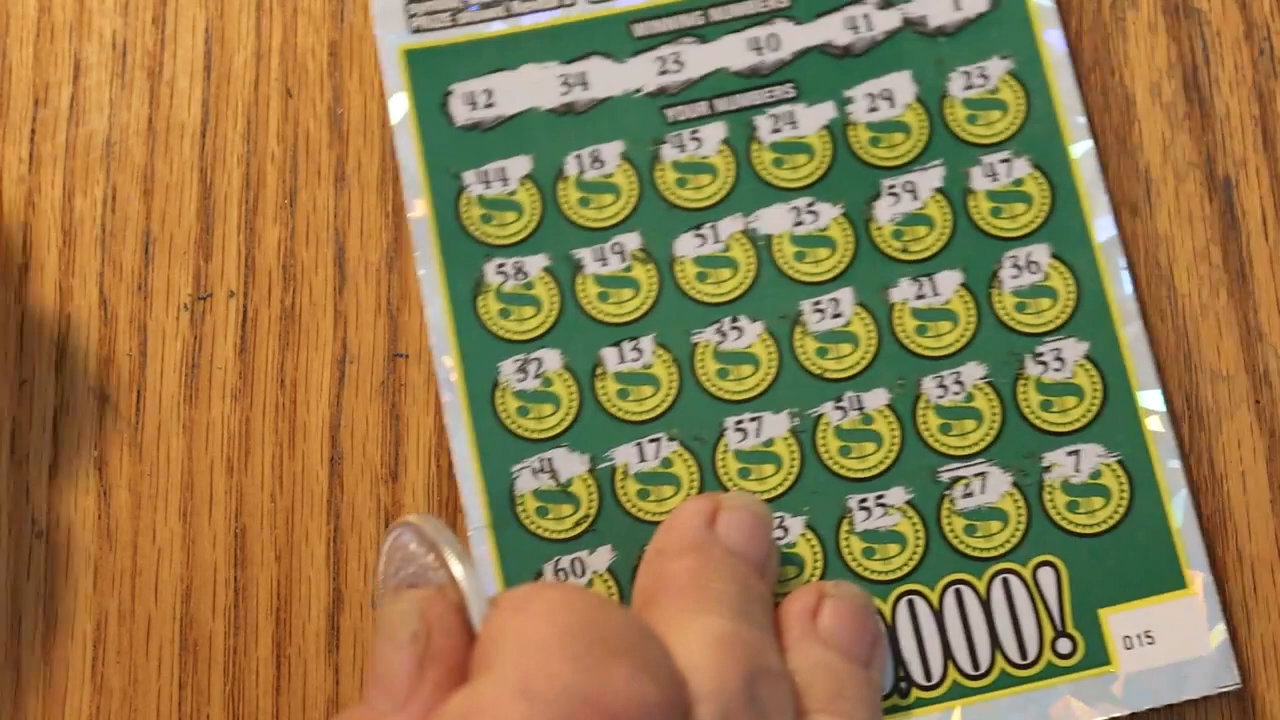 WINNING NUMBERS
42 34 23 40 41 1
YOUR NUMBERS
44 18 45 24 29 23
58 49 51 25 59 47
32 13 35 52 21 36
17 57 54 33 53
60 3 55 27 7
,000!
015